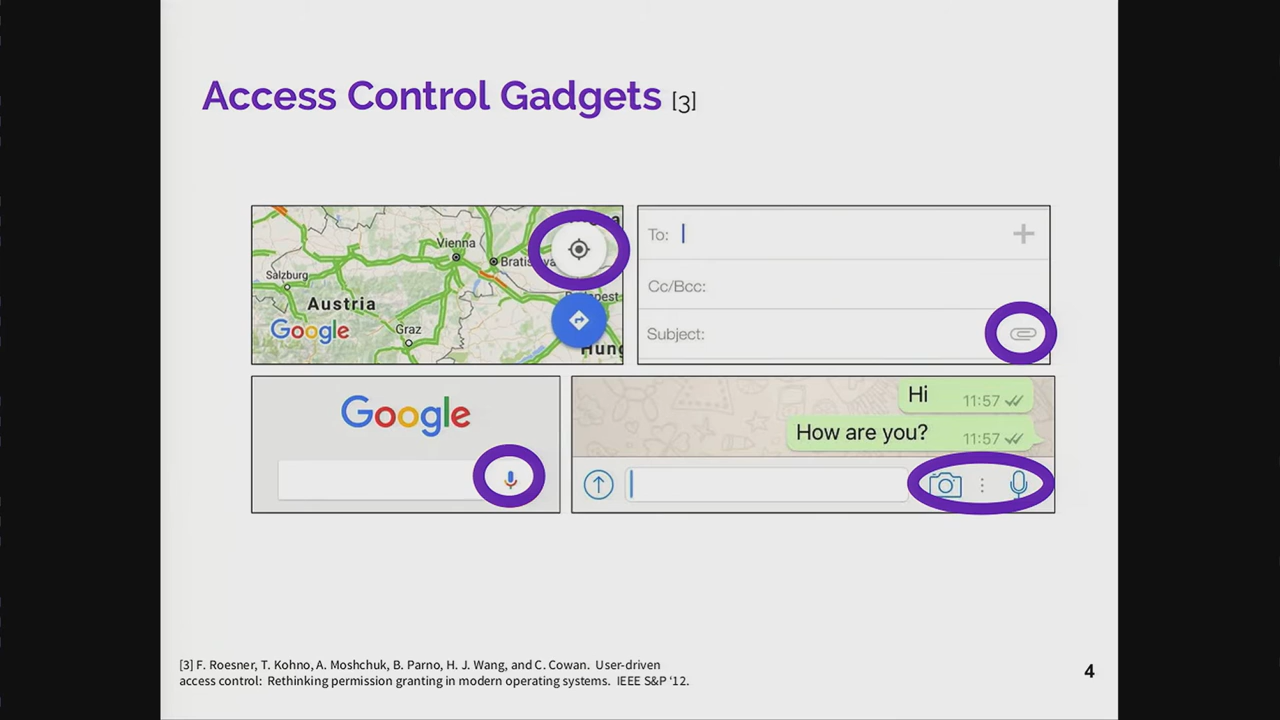 Access Control Gadgets [3]
Vienna
Salzburg
Austria
Google
Graz
Hung
To:
Cc/Bcc:
Subject:
Google
Hi 11:57
How are you? 11:57
[3] F. Roesner, T. Kohno, A. Moshchuk, B. Parno, H. J. Wang, and C. Cowan. User-driven
access control: Rethinking permission granting in modern operating systems. IEEE S&P ‘12.
4